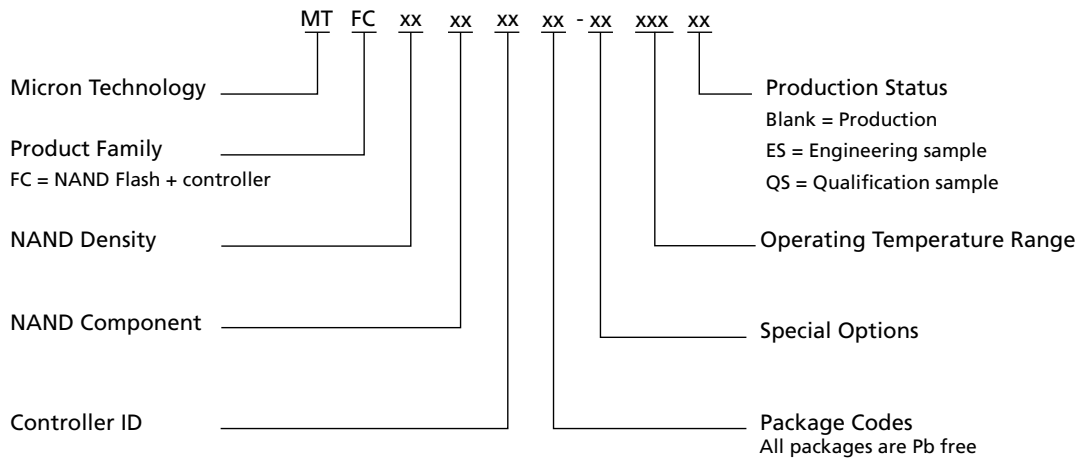 MT FC xx xx xx xx - xx xxx xx
Micron Technology
Product Family
FC = NAND Flash + controller
NAND Density
NAND Component
Controller ID
Production Status
Blank = Production
ES = Engineering sample
QS = Qualification sample
Operating Temperature Range
Special Options
Package Codes
All packages are Pb free